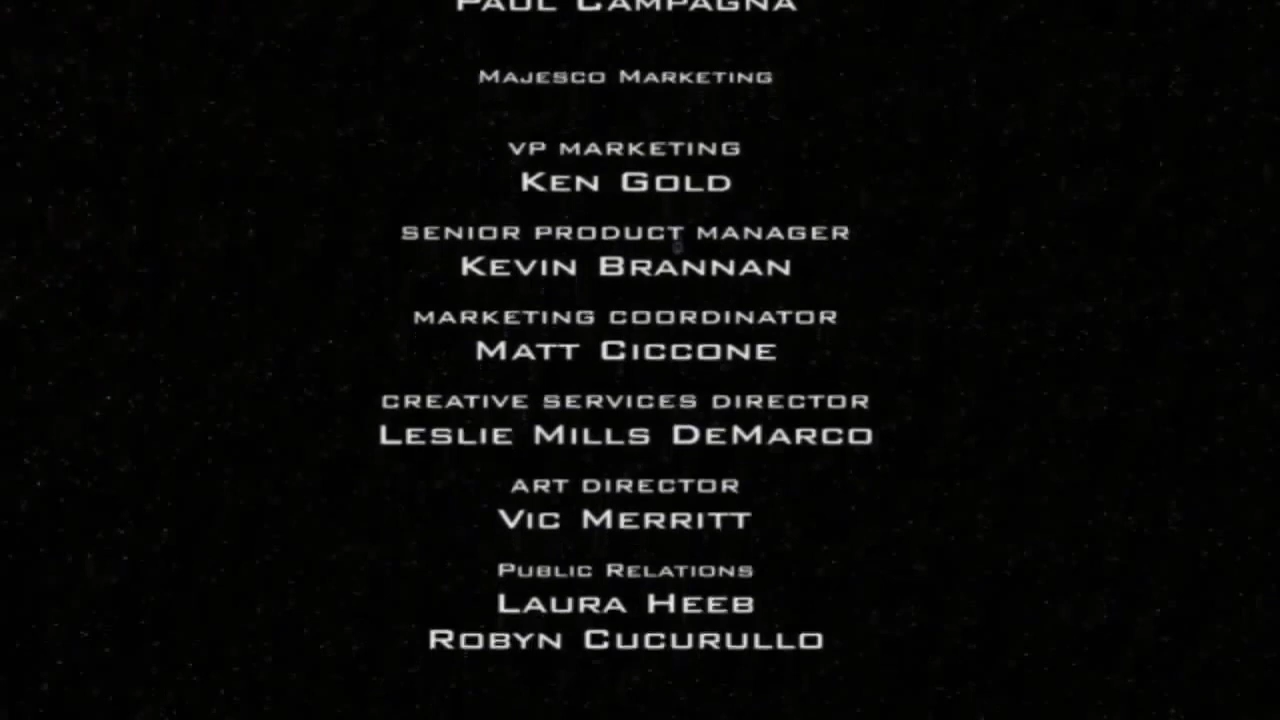 Paul Campagna
Majesco Marketing
VP MARKETING
Ken Gold
SENIOR PRODUCT MANAGER
Kevin Brannan
MARKETING COORDINATOR
Matt Ciccone
CREATIVE SERVICES DIRECTOR
Leslie Mills DeMarco
ART DIRECTOR
Vic Merritt
Public Relations
Laura Heeb
Robyn Cucurullo